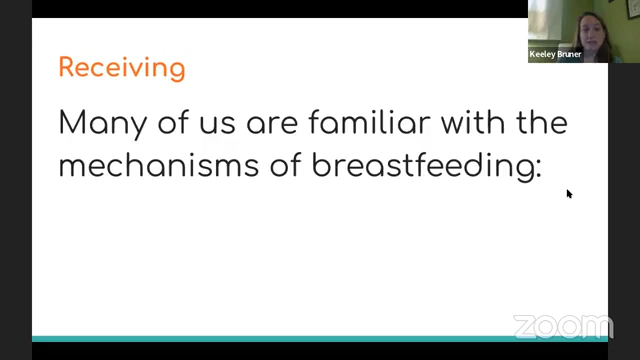 Keeley Bruner
Receiving
Many of us are familiar with the
mechanisms of breastfeeding:
zoom